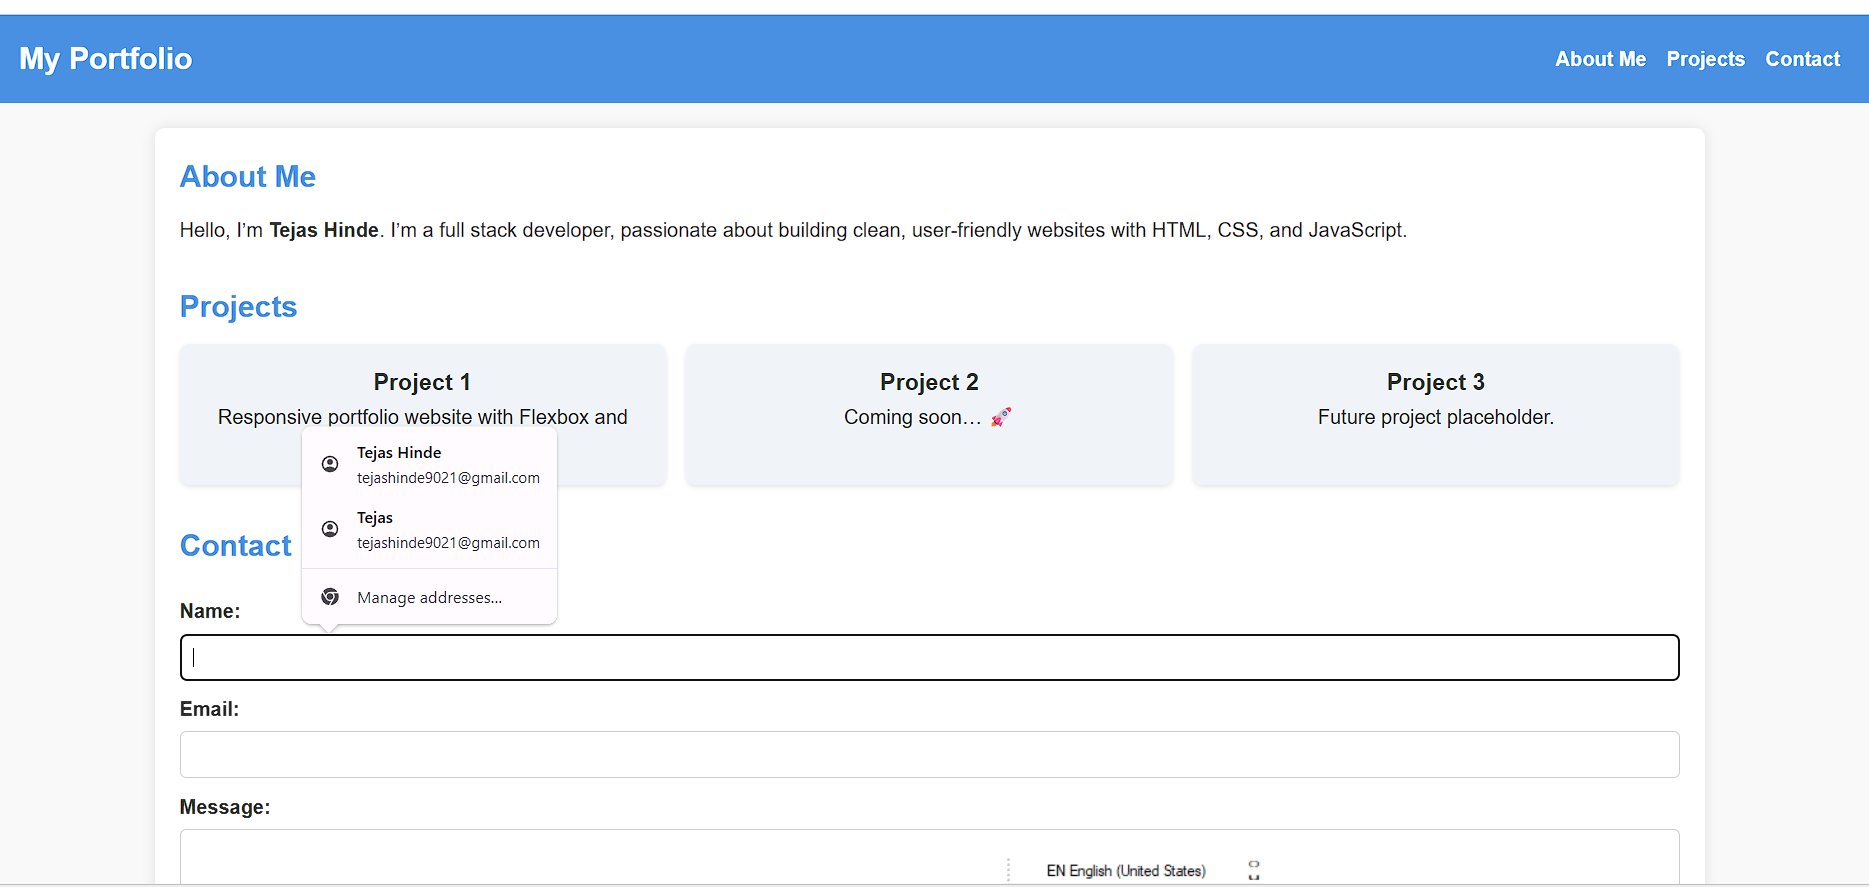 My Portfolio
About Me Projects Contact
About Me
Hello, I’m Tejas Hinde. I’m a full stack developer, passionate about building clean, user-friendly websites with HTML, CSS, and JavaScript.
Projects
Project 1
Responsive portfolio website with Flexbox and
Project 2
Coming soon… 🚀
Project 3
Future project placeholder.
Tejas Hinde
tejashinde9021@gmail.com
Tejas
tejashinde9021@gmail.com
Manage addresses...
Contact
Name:
Email:
Message:
EN English (United States)